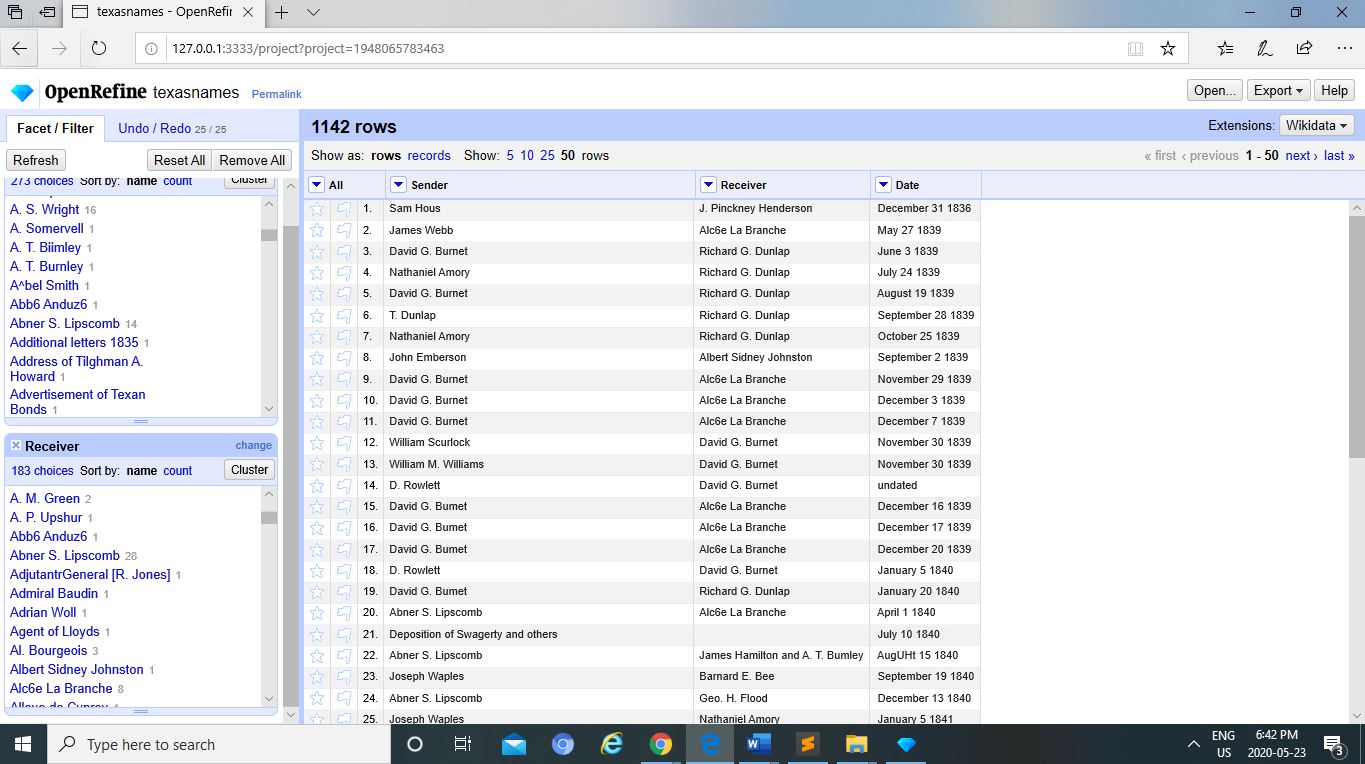 texasnames - OpenRefir
127.0.0.1:3333/project?project=1948065783463
OpenRefine texasnames Permalink
Open... Export Help
Facet / Filter Undo / Redo 25 / 25
Refresh Reset All Remove All
273 choices Sort by: name count Cluster
A. S. Wright 16
A. Somervell 1
A. T. Biimley 1
A. T. Burnley 1
A^bel Smith 1
Abb6 Anduz6 1
Abner S. Lipscomb 14
Additional letters 1835 1
Address of Tilghman A.
Howard 1
Advertisement of Texan
Bonds 1
Receiver change
183 choices Sort by: name count Cluster
A. M. Green 2
A. P. Upshur 1
Abb6 Anduz6 1
Abner S. Lipscomb 28
AdjutantrGeneral [R. Jones] 1
Admiral Baudin 1
Adrian Woll 1
Agent of Lloyds 1
Al. Bourgeois 3
Albert Sidney Johnston 1
Alc6e La Branche 8
1142 rows
Extensions: Wikidata
Show as: rows records Show: 5 10 25 50 rows
« first ‹ previous 1 - 50 next › last »
All Sender Receiver Date
1. Sam Hous J. Pinckney Henderson December 31 1836
2. James Webb Alc6e La Branche May 27 1839
3. David G. Burnet Richard G. Dunlap June 3 1839
4. Nathaniel Amory Richard G. Dunlap July 24 1839
5. David G. Burnet Richard G. Dunlap August 19 1839
6. T. Dunlap Richard G. Dunlap September 28 1839
7. Nathaniel Amory Richard G. Dunlap October 25 1839
8. John Emberson Albert Sidney Johnston September 2 1839
9. David G. Burnet Alc6e La Branche November 29 1839
10. David G. Burnet Alc6e La Branche December 3 1839
11. David G. Burnet Alc6e La Branche December 7 1839
12. William Scurlock David G. Burnet November 30 1839
13. William M. Williams David G. Burnet November 30 1839
14. D. Rowlett David G. Burnet undated
15. David G. Bumet Alc6e La Branche December 16 1839
16. David G. Bumet Alc6e La Branche December 17 1839
17. David G. Bumet Alc6e La Branche December 20 1839
18. D. Rowlett David G. Burnet January 5 1840
19. David G. Bumet Richard G. Dunlap January 20 1840
20. Abner S. Lipscomb Alc6e La Branche April 1 1840
21. Deposition of Swagerty and others July 10 1840
22. Abner S. Lipscomb James Hamilton and A. T. Bumley AugUHt 15 1840
23. Joseph Waples Barnard E. Bee September 19 1840
24. Abner S. Lipscomb Geo. H. Flood December 13 1840
25. Joseph Waples Nathaniel Amory January 5 1841
Type here to search
ENG
US
6:42 PM
2020-05-23
3